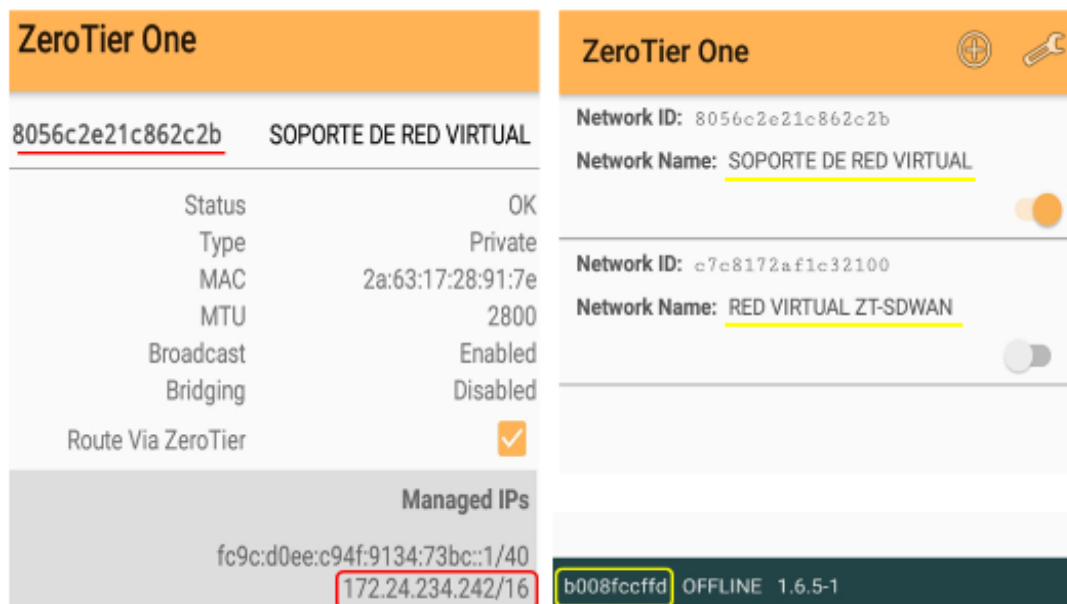 ZeroTier One
8056c2e21c862c2b SOPORTE DE RED VIRTUAL
Status OK
Type Private
MAC 2a:63:17:28:91:7e
MTU 2800
Broadcast Enabled
Bridging Disabled
Route Via ZeroTier
Managed IPs
fc9c:d0ee:c94f:9134:73bc::1/40
172.24.234.242/16
ZeroTier One
Network ID: 8056c2e21c862c2b
Network Name: SOPORTE DE RED VIRTUAL
Network ID: c7c8172af1c32100
Network Name: RED VIRTUAL ZT-SDWAN
b008fccffd OFFLINE 1.6.5-1